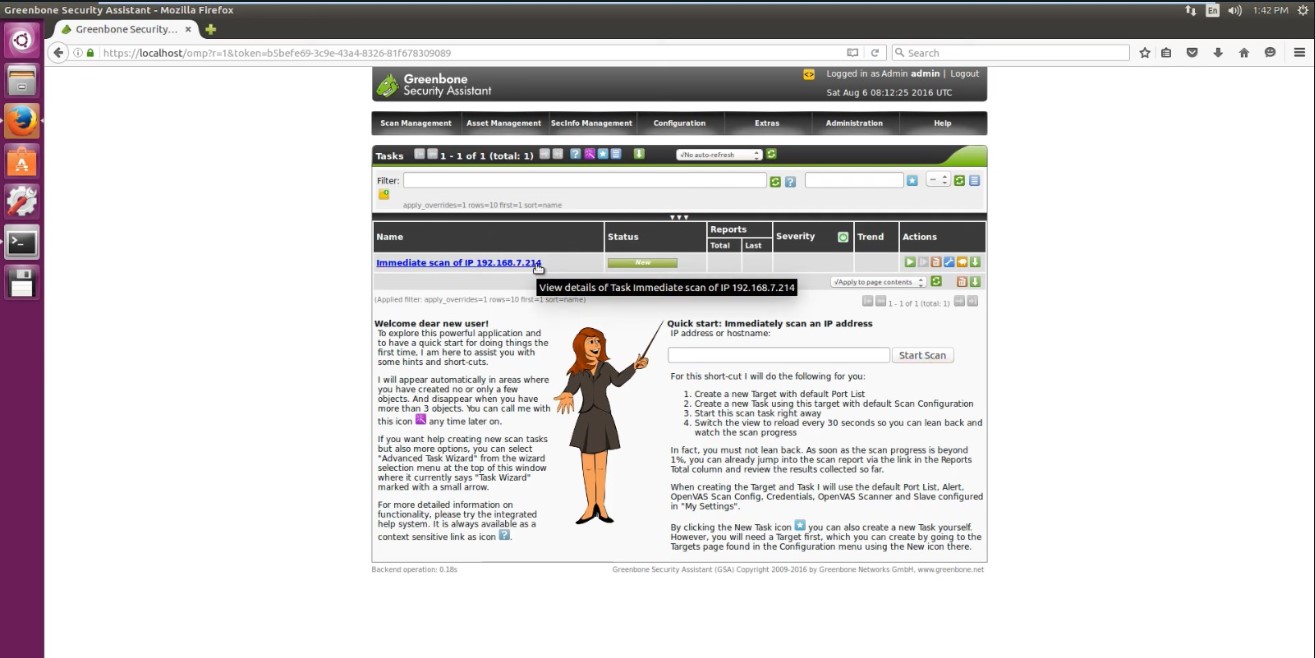 Greenbone Security Assistant - Mozilla Firefox
En
1:42 PM
Greenbone Security... ×
https://localhost/omp?r=1&token=b5befe69-3c9e-43a4-8326-81f678309089
Search
Greenbone
Security Assistant
Logged in as Admin admin | Logout
Sat Aug 6 08:12:25 2016 UTC
Scan Management Asset Management SecInfo Management Configuration Extras Administration Help
Tasks 1 - 1 of 1 (total: 1) √No auto-refresh
Filter:
--
apply_overrides=1 rows=10 first=1 sort=name
Name Status Reports Severity Trend Actions
Total Last
Immediate scan of IP 192.168.7.214 New
View details of Task Immediate scan of IP 192.168.7.214
√Apply to page contents
(Applied filter: apply_overrides=1 rows=10 first=1 sort=name)
1 - 1 of 1 (total: 1)
Welcome dear new user!
To explore this powerful application and
to have a quick start for doing things the
first time, I am here to assist you with
some hints and short-cuts.
I will appear automatically in areas where
you have created no or only a few
objects. And disappear when you have
more than 3 objects. You can call me with
this icon any time later on.
If you want help creating new scan tasks
but also more options, you can select
"Advanced Task Wizard" from the wizard
selection menu at the top of this window
where it currently says "Task Wizard"
marked with a small arrow.
For more detailed information on
functionality, please try the integrated
help system. It is always available as a
context sensitive link as icon ?.
Quick start: Immediately scan an IP address
IP address or hostname:
Start Scan
For this short-cut I will do the following for you:
1. Create a new Target with default Port List
2. Create a new Task using this target with default Scan Configuration
3. Start this scan task right away
4. Switch the view to reload every 30 seconds so you can lean back and
watch the scan progress
In fact, you must not lean back. As soon as the scan progress is beyond
1%, you can already jump into the scan report via the link in the Reports
Total column and review the results collected so far.
When creating the Target and Task I will use the default Port List, Alert,
OpenVAS Scan Config, Credentials, OpenVAS Scanner and Slave configured
in "My Settings".
By clicking the New Task icon you can also create a new Task yourself.
However, you will need a Target first, which you can create by going to the
Targets page found in the Configuration menu using the New icon there.
Backend operation: 0.18s
Greenbone Security Assistant (GSA) Copyright 2009-2016 by Greenbone Networks GmbH, www.greenbone.net